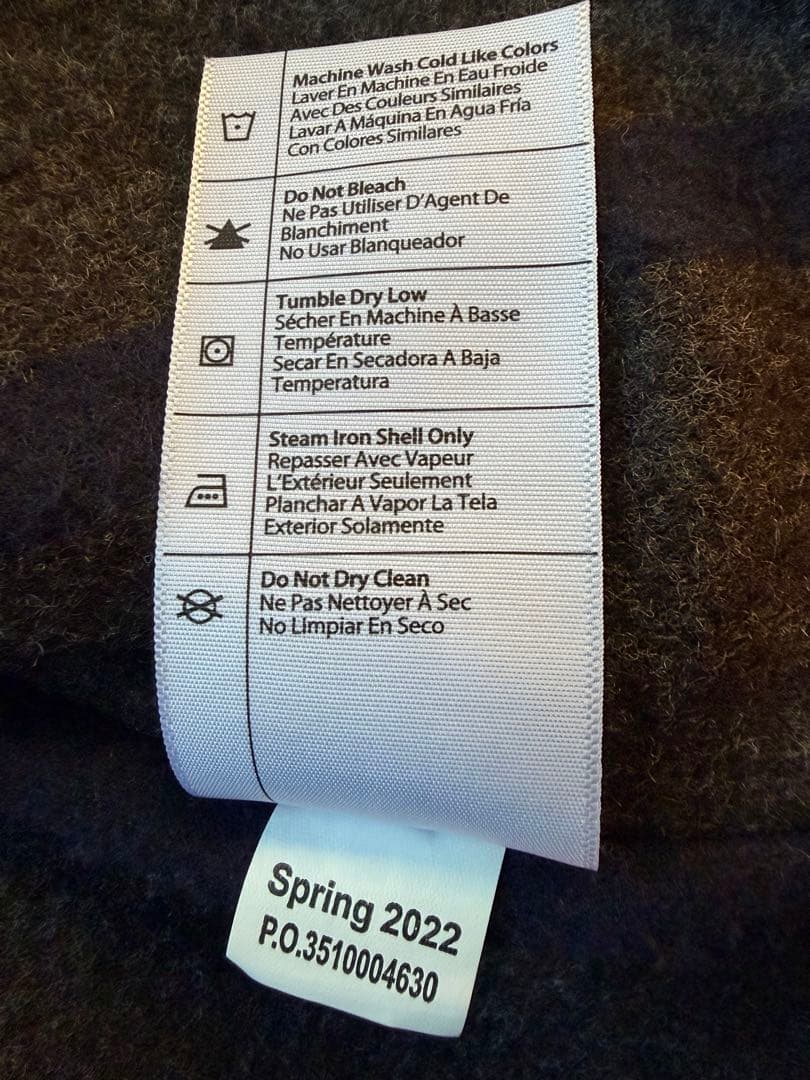 Machine Wash Cold Like Colors
Laver En Machine En Eau Froide
Avec Des Couleurs Similaires
Lavar A Máquina En Agua Fría
Con Colores Similares
Do Not Bleach
Ne Pas Utiliser D'Agent De
Blanchiment
No Usar Blanqueador
Tumble Dry Low
Sécher En Machine À Basse
Température
Secar En Secadora A Baja
Temperatura
Steam Iron Shell Only
Repasser Avec Vapeur
L'Extérieur Seulement
Planchar A Vapor La Tela
Exterior Solamente
Do Not Dry Clean
Ne Pas Nettoyer À Sec
No LImpiar En Seco
Spring 2022
P.O.3510004630